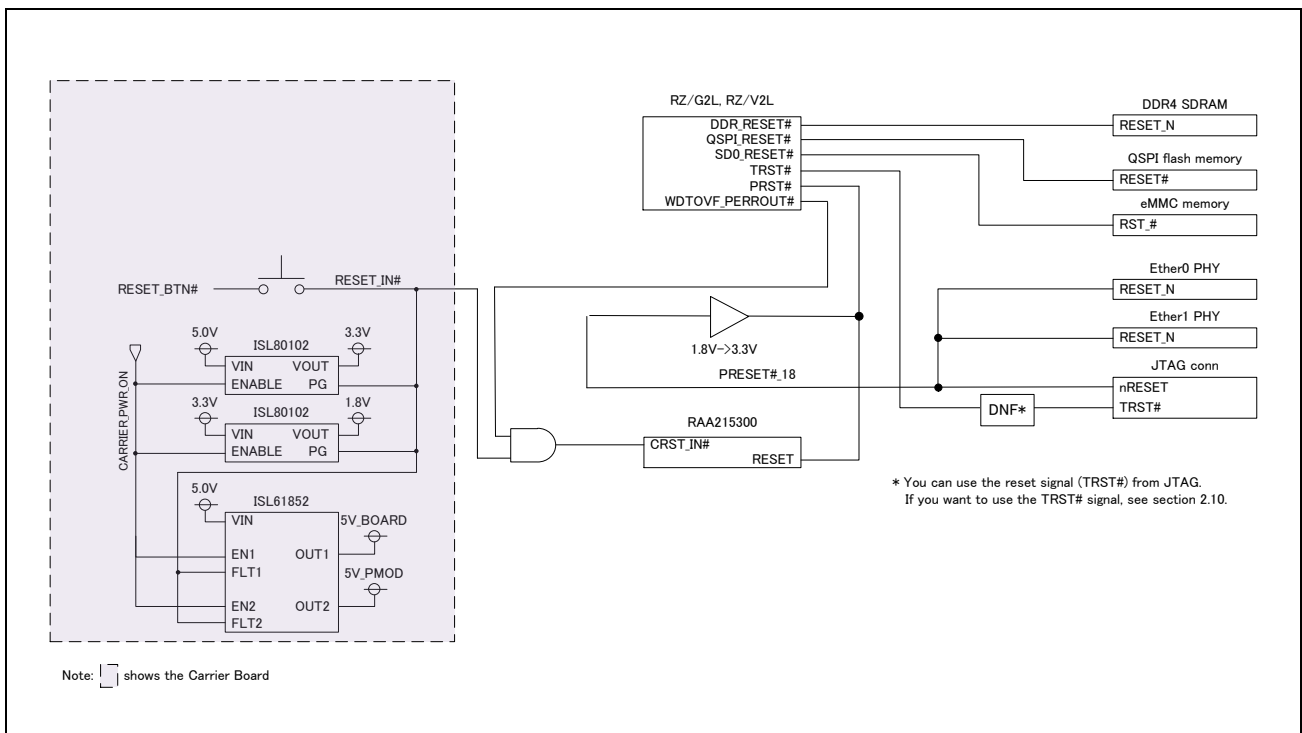 RZ/G2L, RZ/V2L
DDR_RESET#
QSPI_RESET#
SD0_RESET#
TRST#
PRST#
WDTOVF_PERROUT#
DDR4 SDRAM
RESET_N
QSPI flash memory
RESET#
eMMC memory
RST_#
Ether0 PHY
RESET_N
Ether1 PHY
RESET_N
JTAG conn
nRESET
TRST#
DNF*
RESET_BTN#
RESET_IN#
1.8V->3.3V
PRESET#_18
CARRIER_PWR_ON
5.0V
ISL80102
3.3V
VIN
VOUT
ENABLE
PG
3.3V
ISL80102
1.8V
VIN
VOUT
ENABLE
PG
RAA215300
CRST_IN#
RESET
5.0V
ISL61852
VIN
5V_BOARD
EN1
OUT1
FLT1
5V_PMOD
EN2
OUT2
FLT2
* You can use the reset signal (TRST#) from JTAG.
If you want to use the TRST# signal, see section 2.10.
Note: shows the Carrier Board